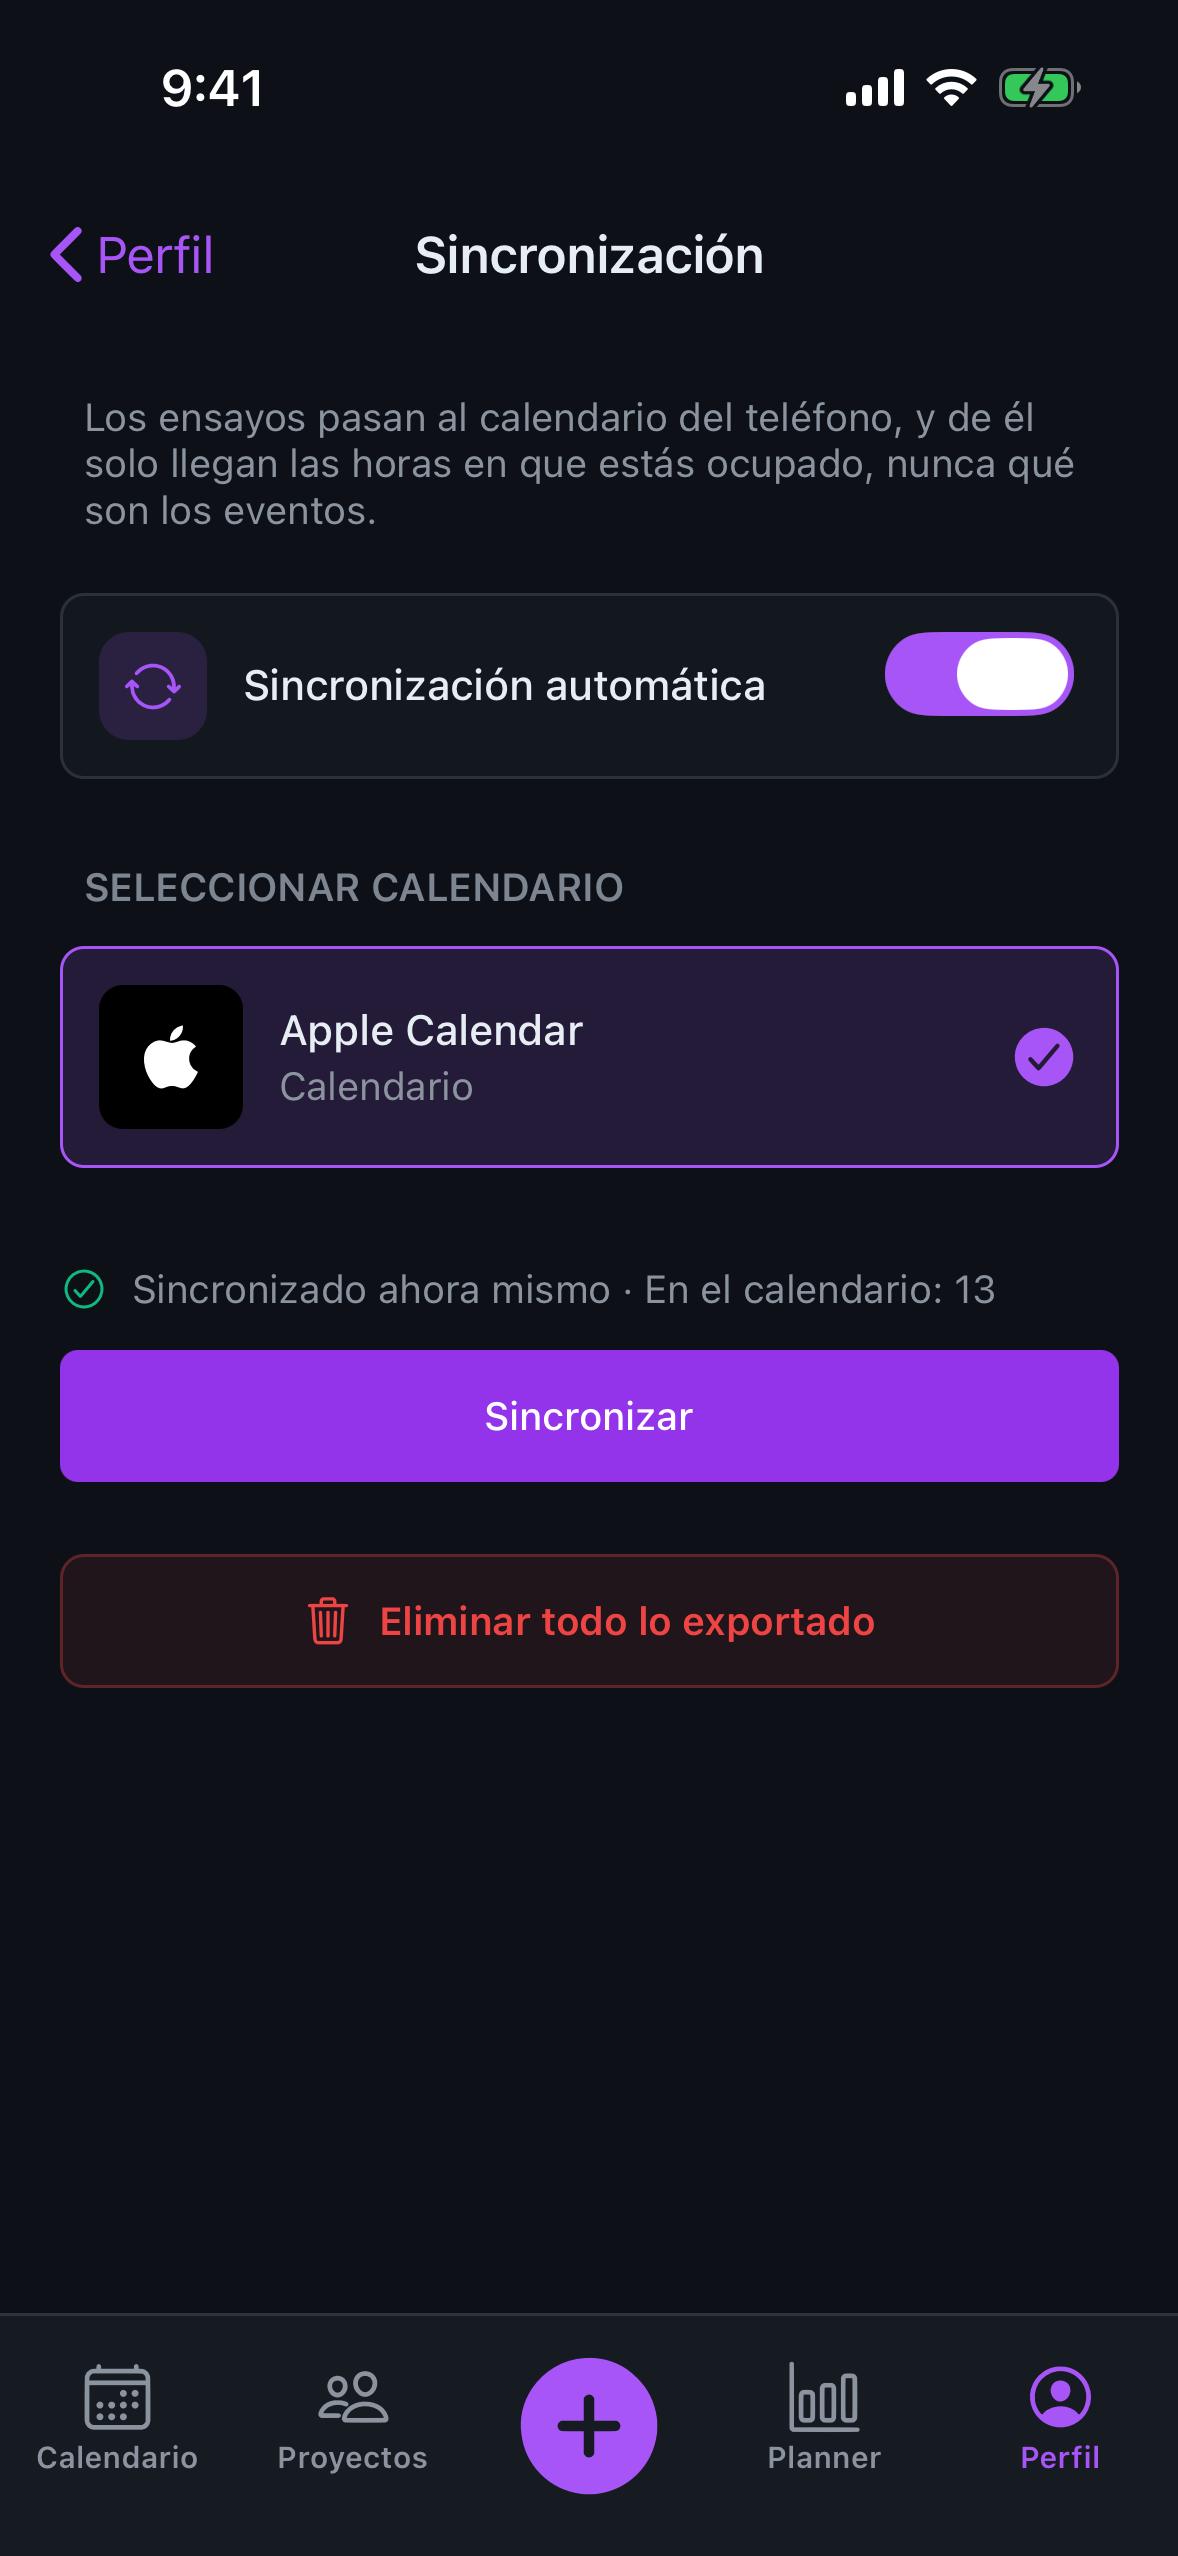 9:41
Perfil
Sincronización
Los ensayos pasan al calendario del teléfono, y de él
solo llegan las horas en que estás ocupado, nunca qué
son los eventos.
Sincronización automática
SELECCIONAR CALENDARIO
Apple Calendar
Calendario
Sincronizado ahora mismo · En el calendario: 13
Sincronizar
Eliminar todo lo exportado
Calendario
Proyectos
Planner
Perfil